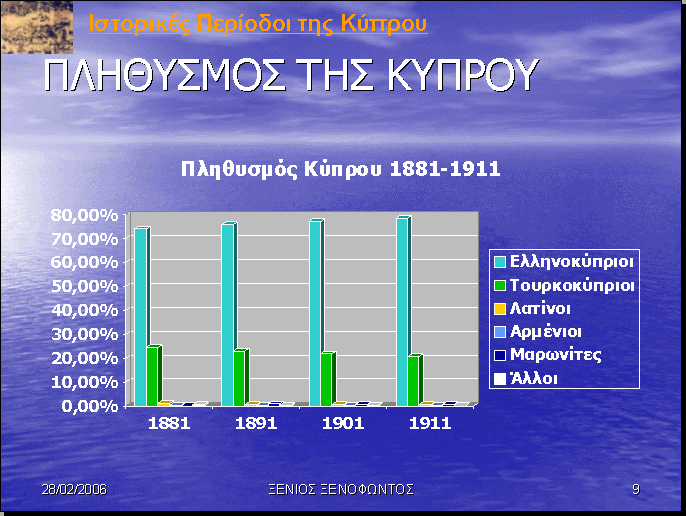 Ιστορικές Περίοδοι της Κύπρου
ΠΛΗΘΥΣΜΟΣ ΤΗΣ ΚΥΠΡΟΥ
Πληθυσμός Κύπρου 1881-1911
80,00%
70,00%
60,00%
50,00%
40,00%
30,00%
20,00%
10,00%
0,00%
1881 1891 1901 1911
Ελληνοκύπριοι
Τουρκοκύπριοι
Λατίνοι
Αρμένιοι
Μαρωνίτες
Άλλοι
28/02/2006 ΞΕΝΙΟΣ ΞΕΝΟΦΩΝΤΟΣ 9